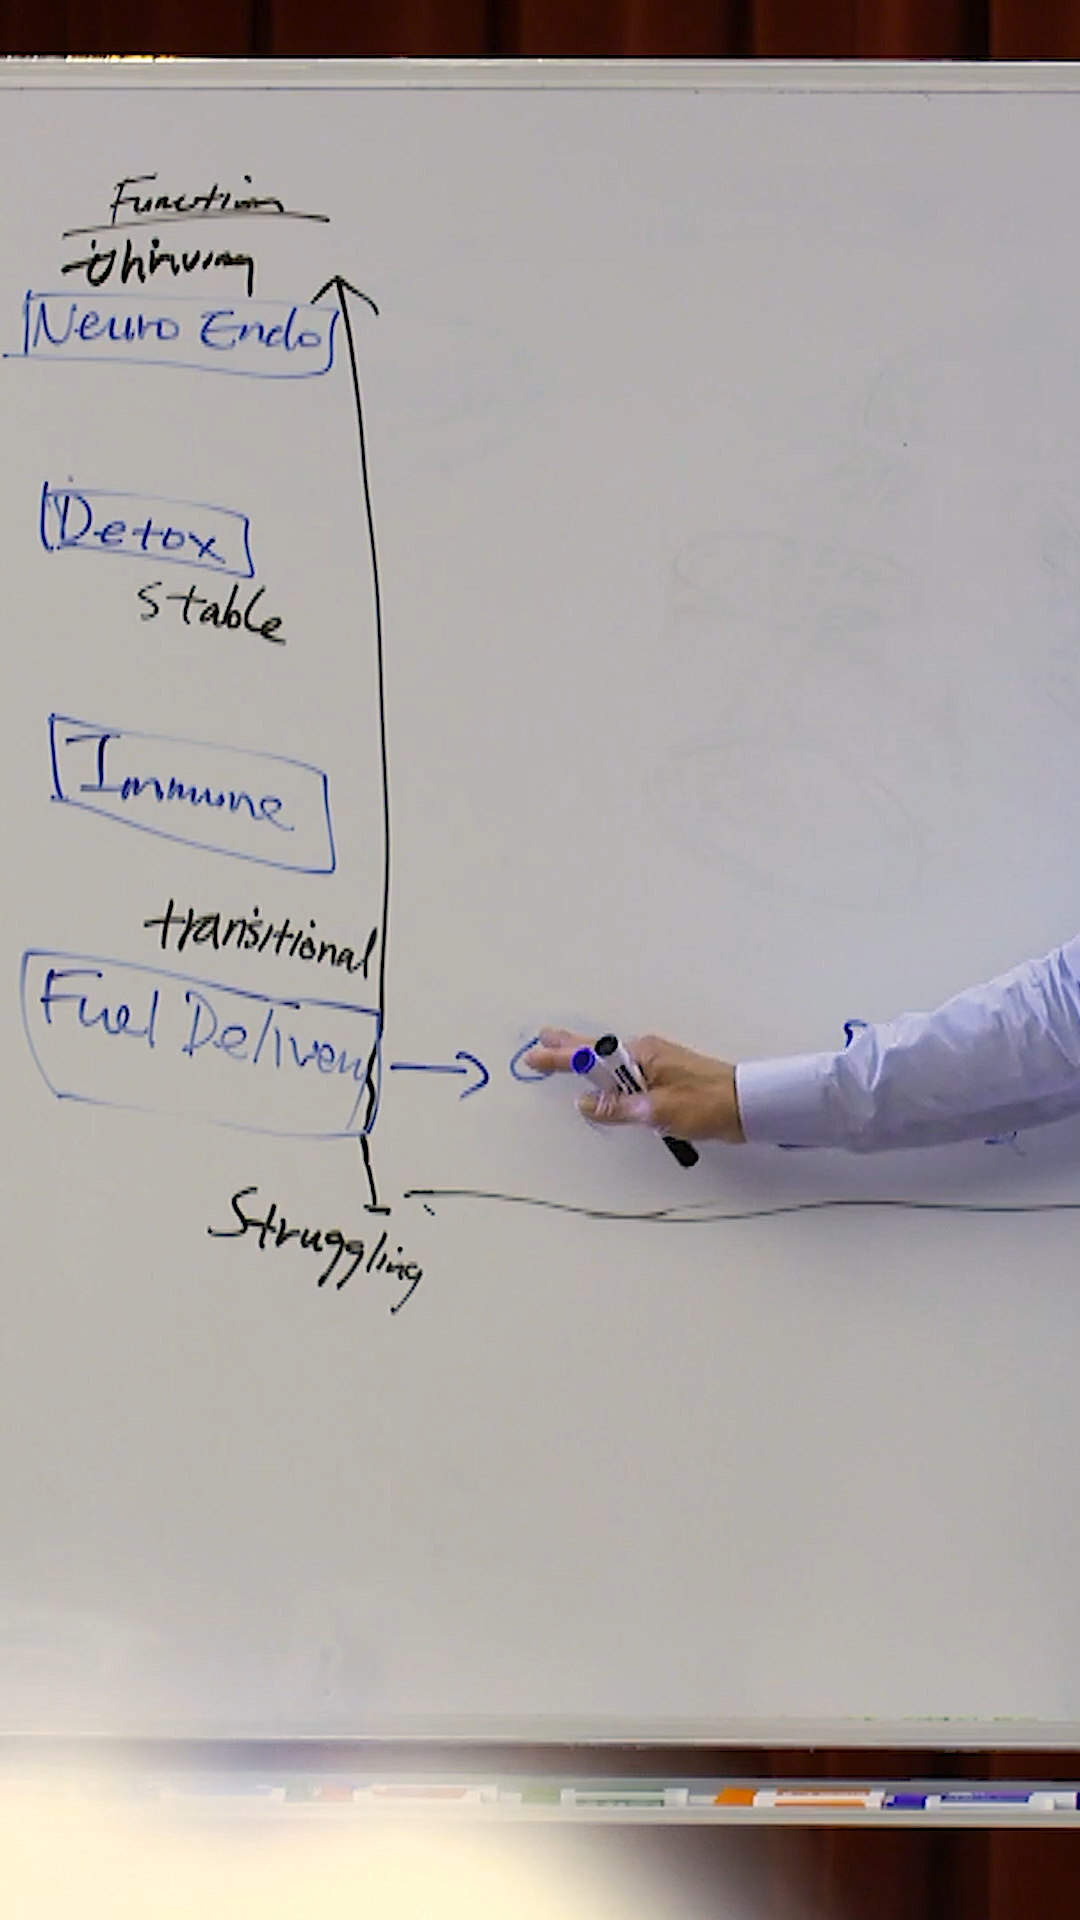 Function
thriving
Neuro Endo
Detox
stable
Immune
transitional
Fuel Delivery
Struggling